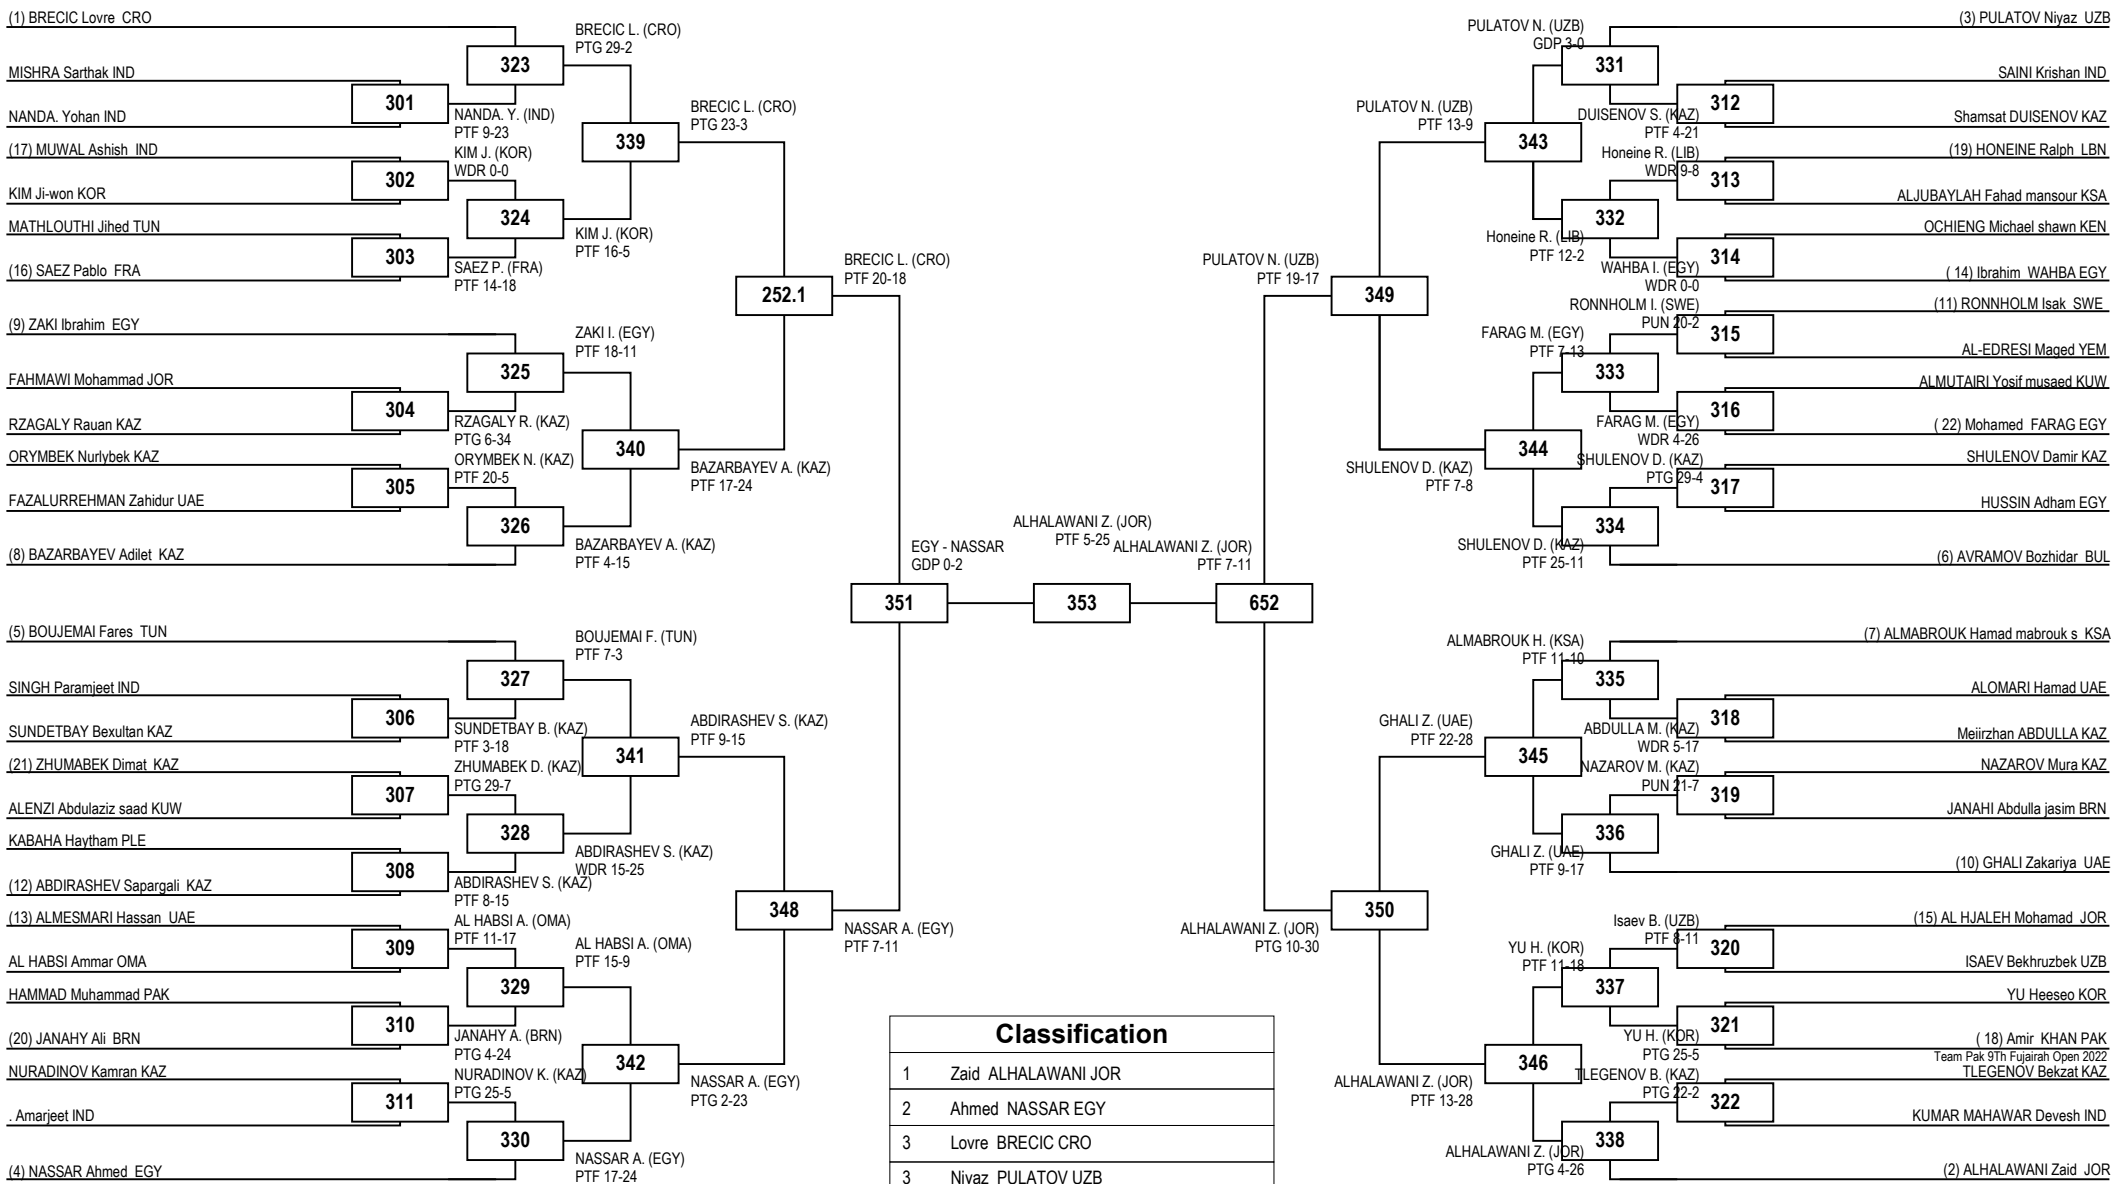 (1) BRECIC Lovre CRO
MISHRA Sarthak IND
NANDA. Yohan IND
(17) MUWAL Ashish IND
KIM Ji-won KOR
MATHLOUTHI Jihed TUN
(16) SAEZ Pablo FRA
(9) ZAKI Ibrahim EGY
FAHMAWI Mohammad JOR
RZAGALY Rauan KAZ
ORYMBEK Nurlybek KAZ
FAZALURREHMAN Zahidur UAE
(8) BAZARBAYEV Adilet KAZ
(5) BOUJEMAI Fares TUN
SINGH Paramjeet IND
SUNDETBAY Bexultan KAZ
(21) ZHUMABEK Dimat KAZ
ALENZI Abdulaziz saad KUW
KABAHA Haytham PLE
(12) ABDIRASHEV Sapargali KAZ
(13) ALMESMARI Hassan UAE
AL HABSI Ammar OMA
HAMMAD Muhammad PAK
(20) JANAHY Ali BRN
NURADINOV Kamran KAZ
. Amarjeet IND
(4) NASSAR Ahmed EGY
301
302
303
304
305
306
307
308
309
310
311
NANDA. Y. (IND)
PTF 9-23
KIM J. (KOR)
WDR 0-0
SAEZ P. (FRA)
PTF 14-18
RZAGALY R. (KAZ)
PTG 6-34
ORYMBEK N. (KAZ)
PTF 20-5
SUNDETBAY B. (KAZ)
PTF 3-18
ZHUMABEK D. (KAZ)
PTG 29-7
ABDIRASHEV S. (KAZ)
PTF 8-15
AL HABSI A. (OMA)
PTF 11-17
JANAHY A. (BRN)
PTG 4-24
NURADINOV K. (KAZ)
PTG 25-5
323
324
325
326
327
328
329
330
BRECIC L. (CRO)
PTG 29-2
KIM J. (KOR)
PTF 16-5
ZAKI I. (EGY)
PTF 18-11
BAZARBAYEV A. (KAZ)
PTF 4-15
BOUJEMAI F. (TUN)
PTF 7-3
ABDIRASHEV S. (KAZ)
WDR 15-25
AL HABSI A. (OMA)
PTF 15-9
NASSAR A. (EGY)
PTF 17-24
339
340
341
342
BRECIC L. (CRO)
PTG 23-3
BAZARBAYEV A. (KAZ)
PTF 17-24
ABDIRASHEV S. (KAZ)
PTF 9-15
NASSAR A. (EGY)
PTG 2-23
252.1
348
BRECIC L. (CRO)
PTF 20-18
NASSAR A. (EGY)
PTF 7-11
351
EGY - NASSAR
GDP 0-2
ALHALAWANI Z. (JOR)
PTF 5-25
353
ALHALAWANI Z. (JOR)
PTF 7-11
652
PULATOV N. (UZB)
PTF 19-17
ALHALAWANI Z. (JOR)
PTG 10-30
349
350
PULATOV N. (UZB)
PTF 13-9
SHULENOV D. (KAZ)
PTF 7-8
GHALI Z. (UAE)
PTF 22-28
ALHALAWANI Z. (JOR)
PTF 13-28
343
344
345
346
PULATOV N. (UZB)
GDP 3-0
Honeine R. (LIB)
PTF 12-2
FARAG M. (EGY)
PTF 7-13
SHULENOV D. (KAZ)
PTF 25-11
ALMABROUK H. (KSA)
PTF 11-10
GHALI Z. (UAE)
PTF 9-17
YU H. (KOR)
PTF 11-18
ALHALAWANI Z. (JOR)
PTG 4-26
331
332
333
334
335
336
337
338
DUISENOV S. (KAZ)
PTF 4-21
Honeine R. (LIB)
WDR 9-8
WAHBA I. (EGY)
WDR 0-0
RONNHOLM I. (SWE)
PUN 20-2
FARAG M. (EGY)
WDR 4-26
SHULENOV D. (KAZ)
PTG 29-4
ABDULLA M. (KAZ)
WDR 5-17
NAZAROV M. (KAZ)
PUN 21-7
Isaev B. (UZB)
PTF 8-11
YU H. (KOR)
PTG 25-5
TLEGENOV B. (KAZ)
PTG 22-2
312
313
314
315
316
317
318
319
320
321
322
(3) PULATOV Niyaz UZB
SAINI Krishan IND
Shamsat DUISENOV KAZ
(19) HONEINE Ralph LBN
ALJUBAYLAH Fahad mansour KSA
OCHIENG Michael shawn KEN
( 14) Ibrahim WAHBA EGY
(11) RONNHOLM Isak SWE
AL-EDRESI Maged YEM
ALMUTAIRI Yosif musaed KUW
( 22) Mohamed FARAG EGY
SHULENOV Damir KAZ
HUSSIN Adham EGY
(6) AVRAMOV Bozhidar BUL
(7) ALMABROUK Hamad mabrouk s KSA
ALOMARI Hamad UAE
Meiirzhan ABDULLA KAZ
NAZAROV Mura KAZ
JANAHI Abdulla jasim BRN
(10) GHALI Zakariya UAE
(15) AL HJALEH Mohamad JOR
ISAEV Bekhruzbek UZB
YU Heeseo KOR
( 18) Amir KHAN PAK
Team Pak 9Th Fujairah Open 2022
TLEGENOV Bekzat KAZ
KUMAR MAHAWAR Devesh IND
(2) ALHALAWANI Zaid JOR
Classification
1 Zaid ALHALAWANI JOR
2 Ahmed NASSAR EGY
3 Lovre BRECIC CRO
3 Niyaz PULATOV UZB